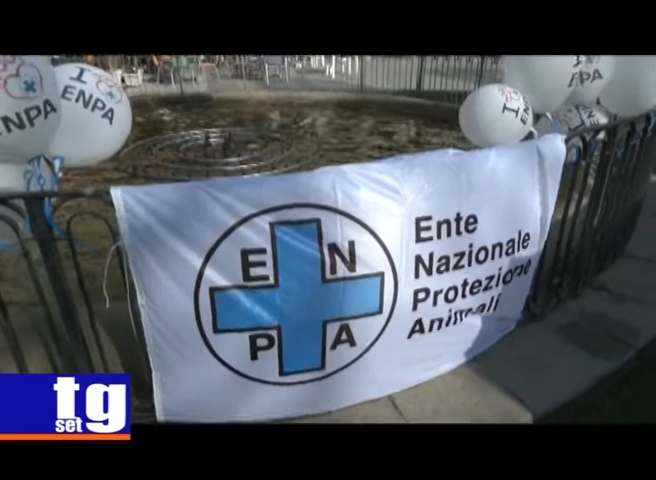 I
ENPA
ENPA
I
ENPA
I
E N
P A
Ente
Nazionale
Protezione
Animali
tg
set